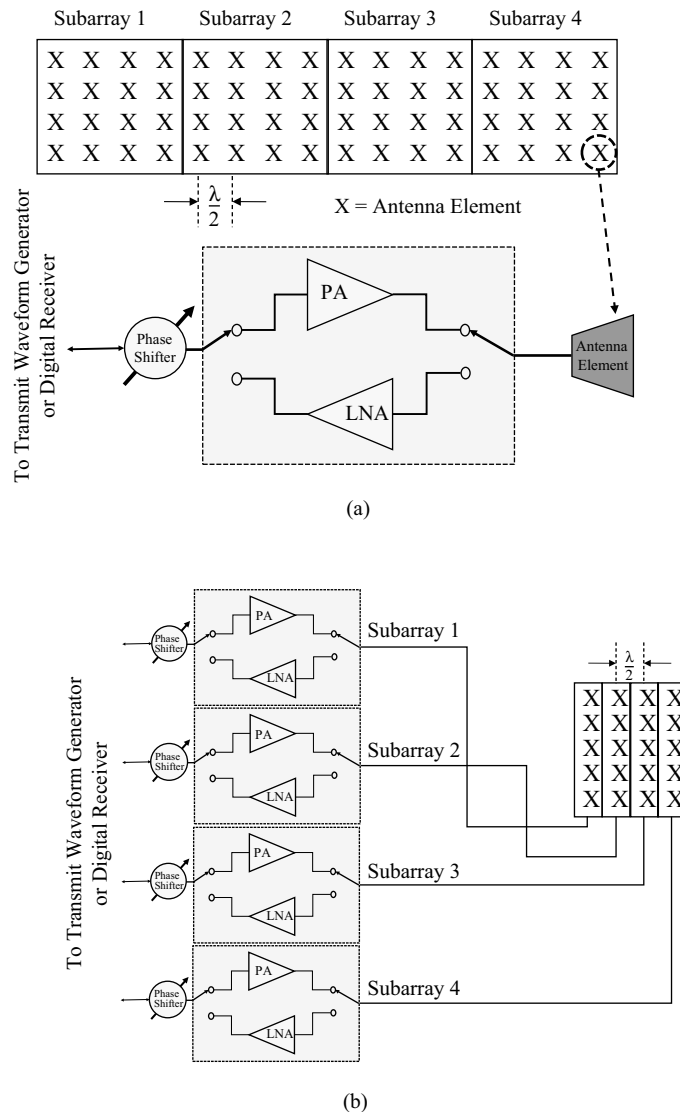 Subarray 1 Subarray 2 Subarray 3 Subarray 4
X X X X X X X X X X X X X X X X
X X X X X X X X X X X X X X X X
X X X X X X X X X X X X X X X X
X X X X X X X X X X X X X X X X
λ
2
X = Antenna Element
To Transmit Waveform Generator
or Digital Receiver
Phase
Shifter
PA
LNA
Antenna
Element
(a)
To Transmit Waveform Generator
or Digital Receiver
Phase
Shifter
PA
LNA
Subarray 1
Phase
Shifter
PA
LNA
Subarray 2
Phase
Shifter
PA
LNA
Subarray 3
Phase
Shifter
PA
LNA
Subarray 4
λ
2
X X X X
X X X X
X X X X
X X X X
X X X X
(b)